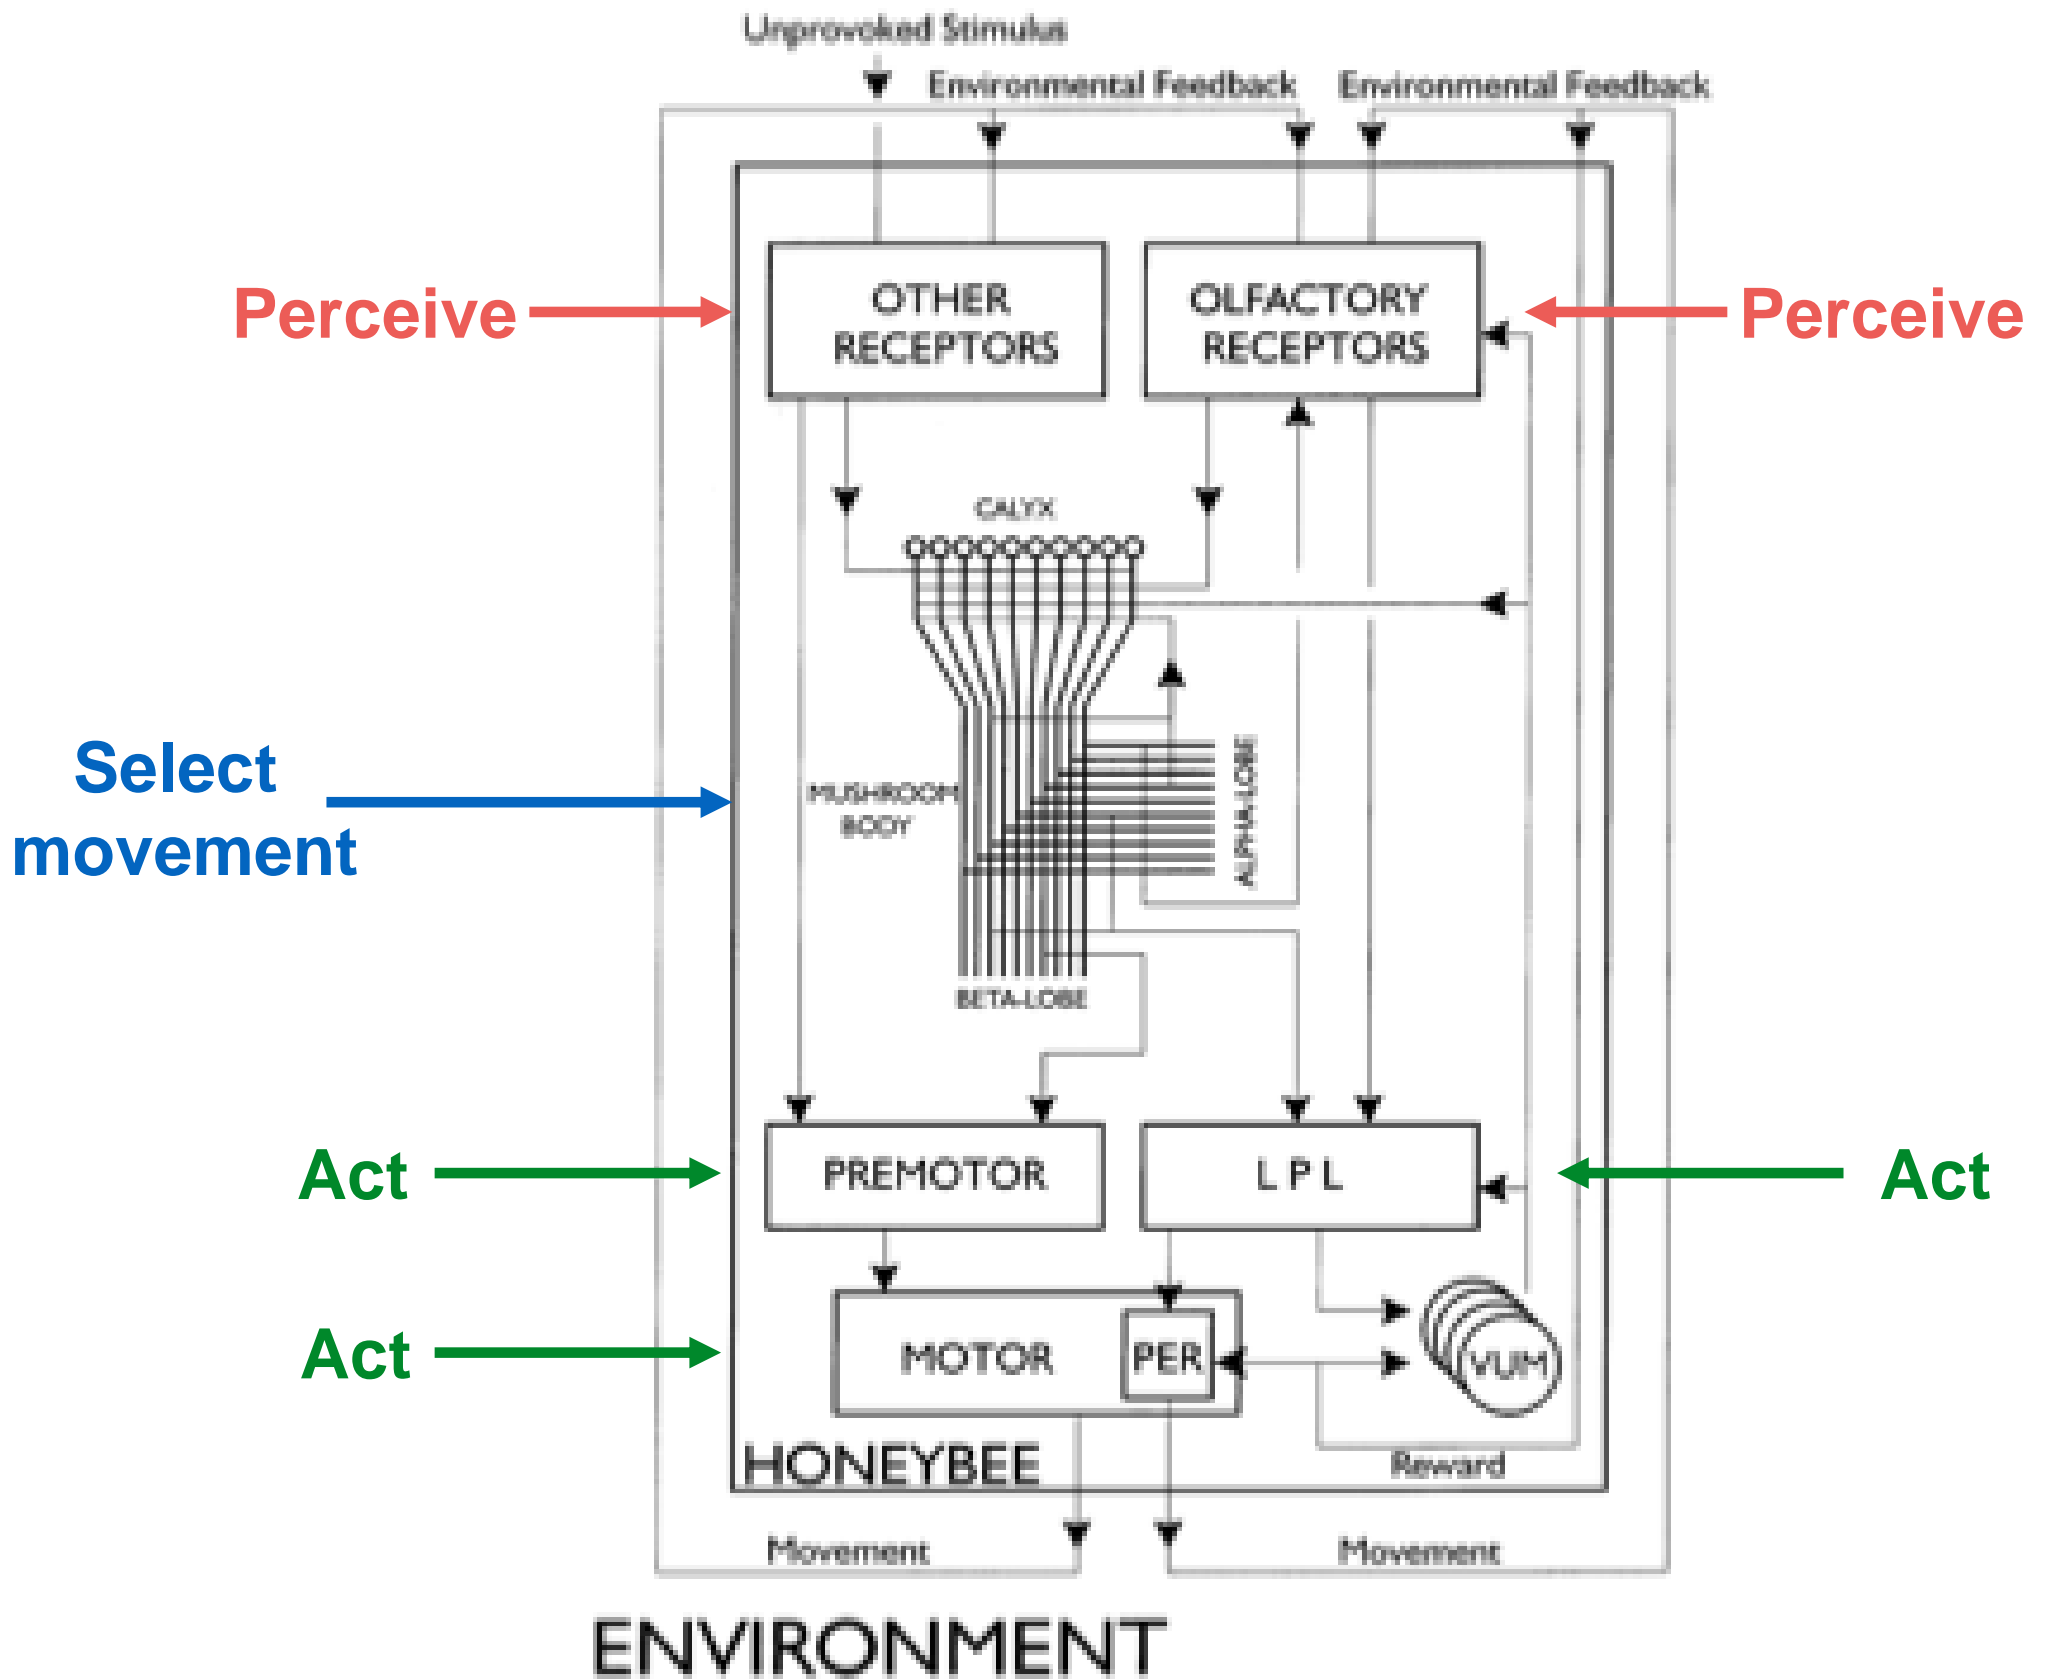 Unprovoked Stimulus
Environmental Feedback
Environmental Feedback
Perceive
OTHER
RECEPTORS
OLFACTORY
RECEPTORS
Perceive
CALYX
Select
movement
MUSHROOM
BODY
ALPHA-LOBE
BETA-LOBE
Act
PREMOTOR
L P L
Act
Act
MOTOR
PER
VUM
HONEYBEE
Reward
Movement
Movement
ENVIRONMENT